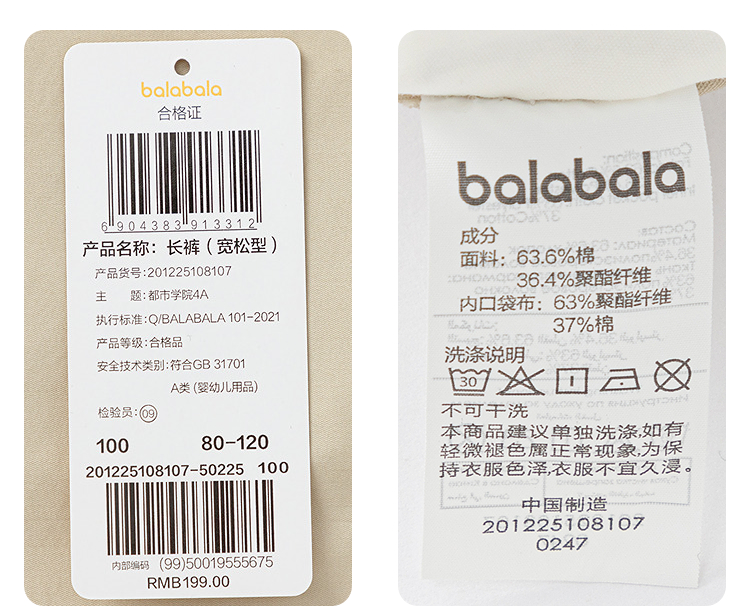 balabala
合格证
6904383913312
产品名称：长裤（宽松型）
产品货号:201225108107
主　题:都市学院4A
执行标准:Q/BALABALA 101-2021
产品等级:合格品
安全技术类别:符合GB 31701
A类 (婴幼儿用品)
检验员: 09
100 80-120
201225108107-50225 100
内部编码 (99)50019555675
RMB199.00
balabala
成分
面料：63.6%棉
36.4%聚酯纤维
内口袋布：63%聚酯纤维
37%棉
洗涤说明
30
不可干洗
本商品建议单独洗涤,如有
轻微褪色属正常现象,为保
持衣服色泽,衣服不宜久浸。
中国制造
201225108107
0247